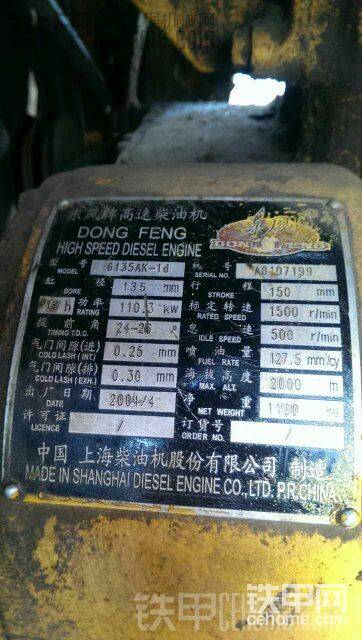 东风牌高速柴油机
DONG FENG
HIGH SPEED DIESEL ENGINE
DONG FENG
型号 MODEL 6135AK-1d
机号 SERIAL NO. A8107199
缸径 BORE 135 mm
行程 STROKE 150 mm
12 h 功率 RATING 110.3 kW
标定转速 RATED SPEED 1500 r/min
提前角 TIMING T.D.C. 24-26 °
怠速 IDLE SPEED 500 r/min
气门间隙(进) COLD LASH (INT.) 0.25 mm
喷油量 FUEL RATE 127.5 mm/cy
气门间隙(排) COLD LASH (EXH.) 0.30 mm
海拔高度 MAX. ALT. 2000 m
出厂日期 DATE 2004/4
净重 NET WEIGHT 1100 kg
许可证 LICENCE /
订货号 ORDER NO. /
中国 上海柴油机股份有限公司 制造
MADE IN SHANGHAI DIESEL ENGINE CO., LTD. P.R.CHINA
铁甲网